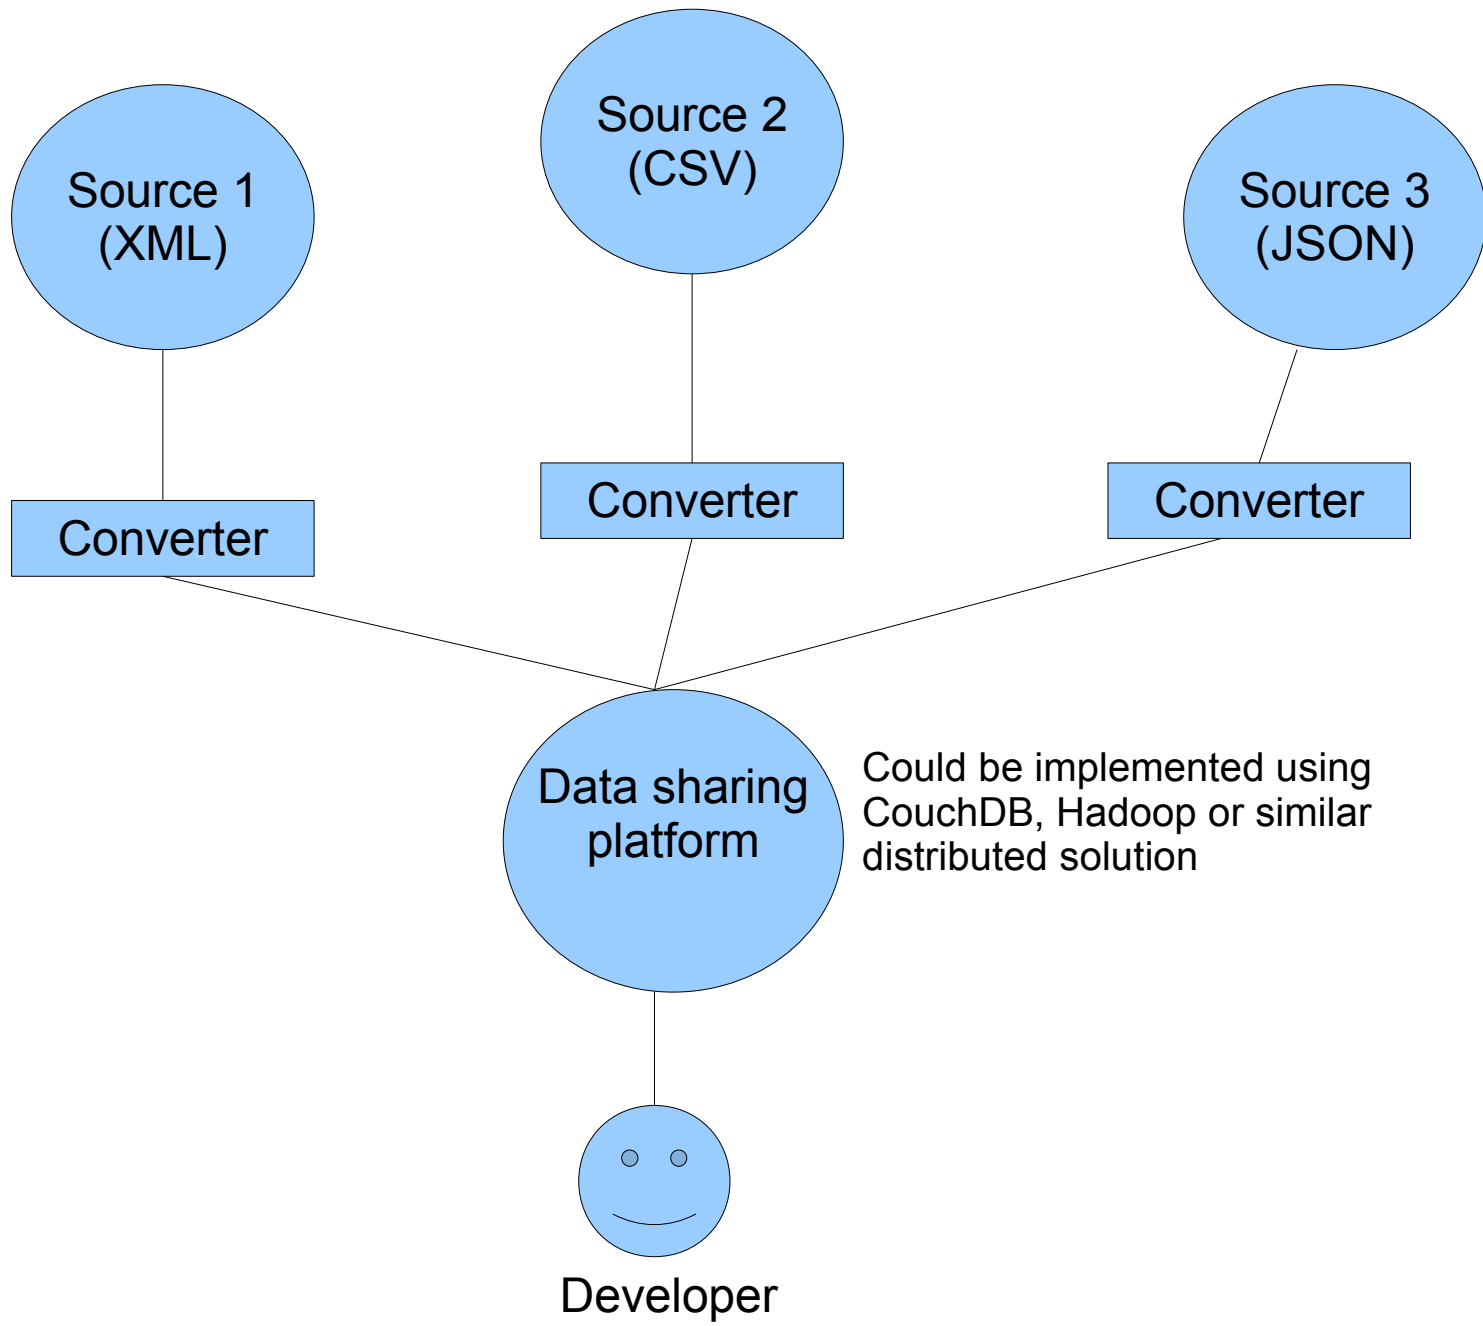 Source 1
(XML)
Source 2
(CSV)
Source 3
(JSON)
Converter
Converter
Converter
Data sharing
platform
Could be implemented using
CouchDB, Hadoop or similar
distributed solution
Developer